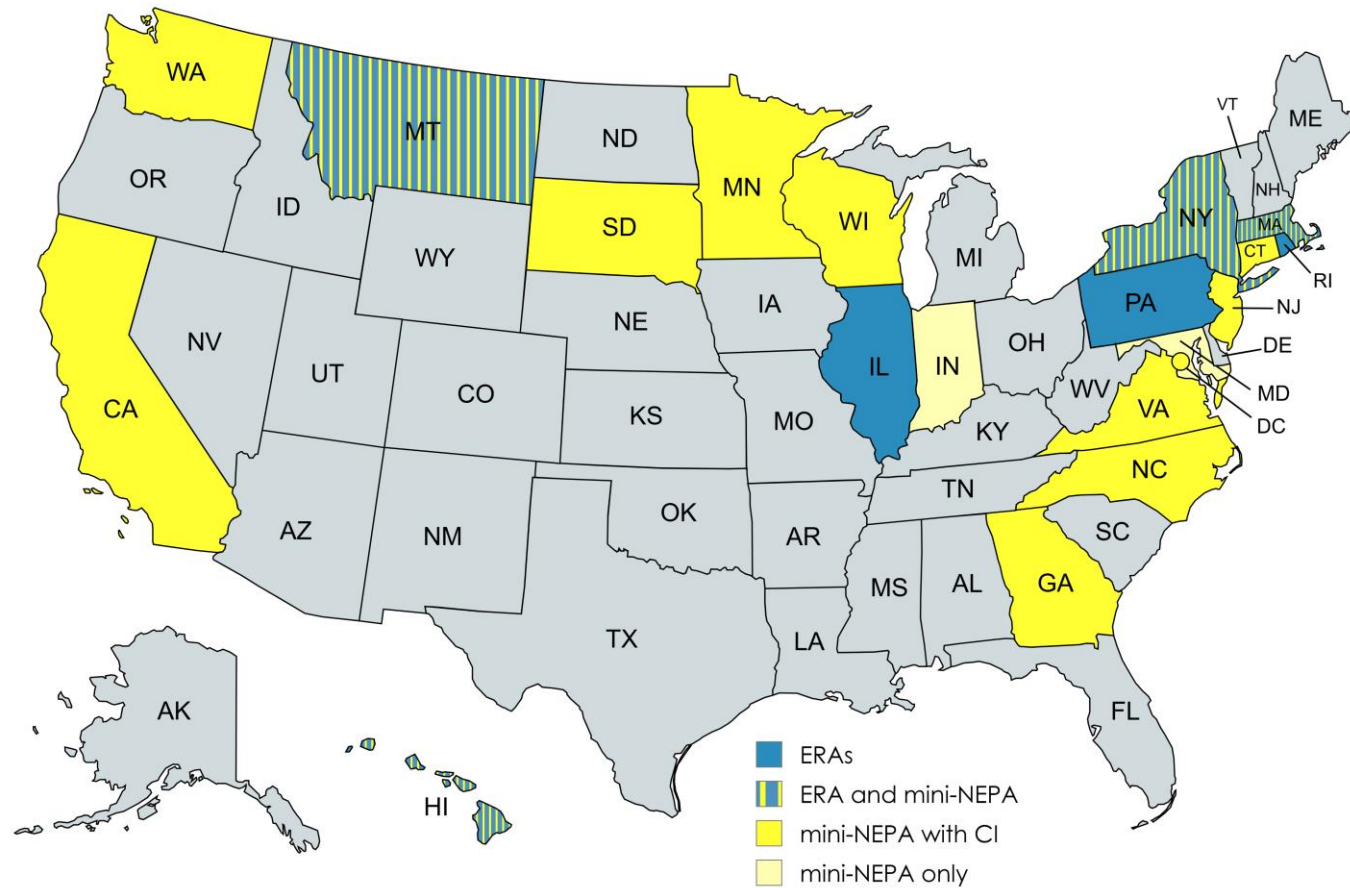 WA
MT
ND
MN
VT
ME
OR
ID
SD
WI
NH
NY
MA
CT
RI
WY
MI
PA
NJ
IA
NE
NV
UT
CO
IL
IN
OH
DE
MD
DC
WV
VA
CA
KS
MO
KY
NC
TN
AZ
NM
OK
AR
SC
MS
AL
GA
TX
LA
AK
FL
HI
ERAs
ERA and mini-NEPA
mini-NEPA with CI
mini-NEPA only